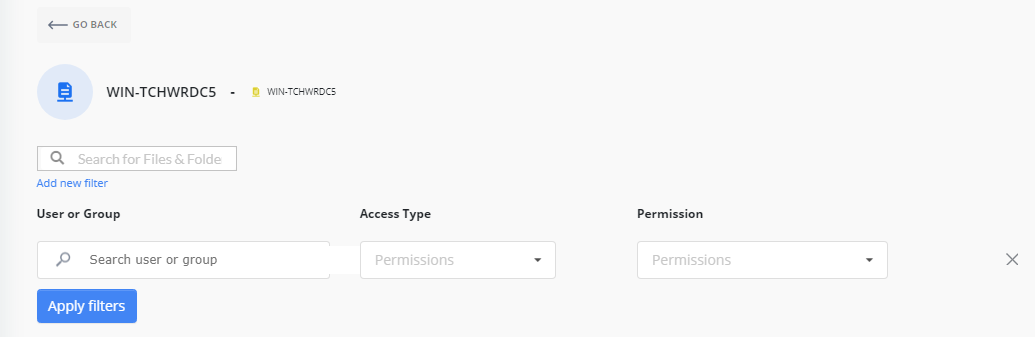 GO BACK
WIN-TCHWRDC5 - WIN-TCHWRDC5
Search for Files & Folde
Add new filter
User or Group Access Type Permission
Search user or group Permissions Permissions
Apply filters